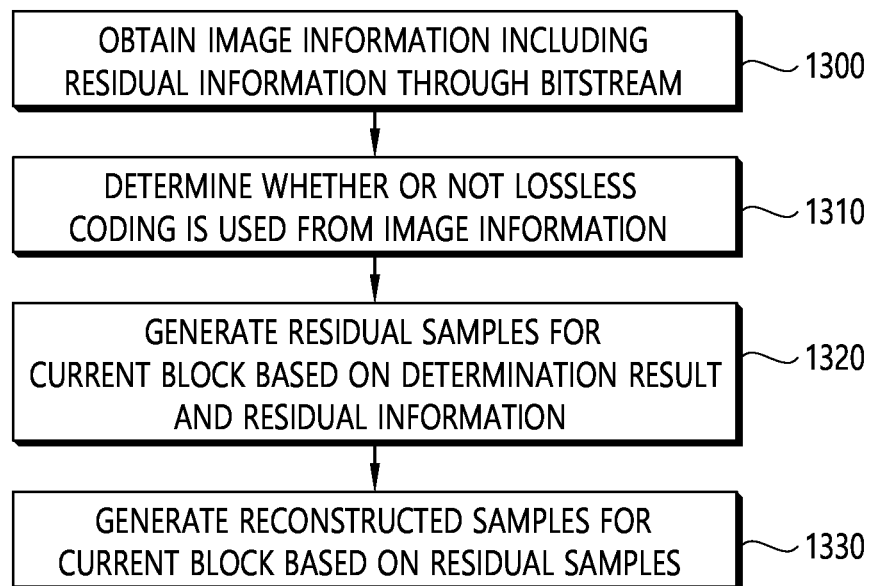 OBTAIN IMAGE INFORMATION INCLUDING
RESIDUAL INFORMATION THROUGH BITSTREAM
1300
DETERMINE WHETHER OR NOT LOSSLESS
CODING IS USED FROM IMAGE INFORMATION
1310
GENERATE RESIDUAL SAMPLES FOR
CURRENT BLOCK BASED ON DETERMINATION RESULT
AND RESIDUAL INFORMATION
1320
GENERATE RECONSTRUCTED SAMPLES FOR
CURRENT BLOCK BASED ON RESIDUAL SAMPLES
1330